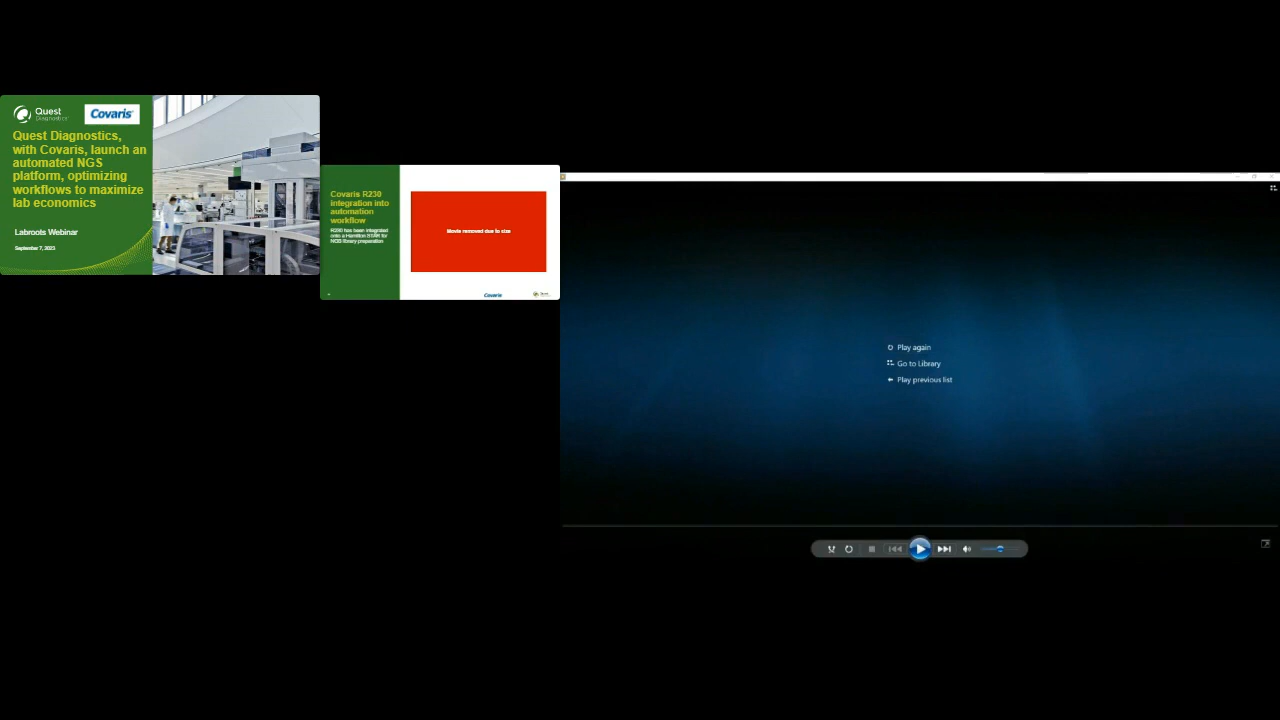 Quest
Diagnostics
Covaris
Quest Diagnostics,
with Covaris, launch an
automated NGS
platform, optimizing
workflows to maximize
lab economics
Labroots Webinar
September 7, 2023
Covaris R230
integration into
automation
workflow
R230 has been integrated
onto a Hamilton STAR for
NGS library preparation
Movie removed due to size
Covaris
Play again
Go to Library
Play previous list